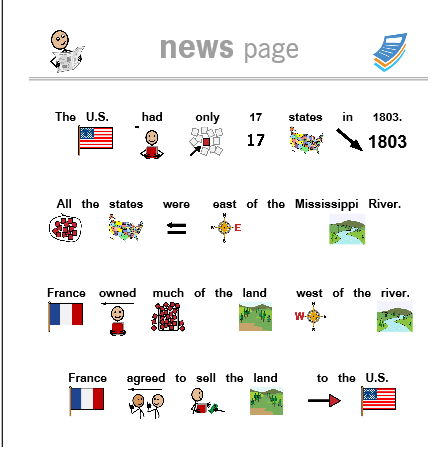 news page
The U.S. had only 17 states in 1803.
17 1803
All the states were east of the Mississippi River.
E
France owned much of the land west of the river.
W
France agreed to sell the land to the U.S.